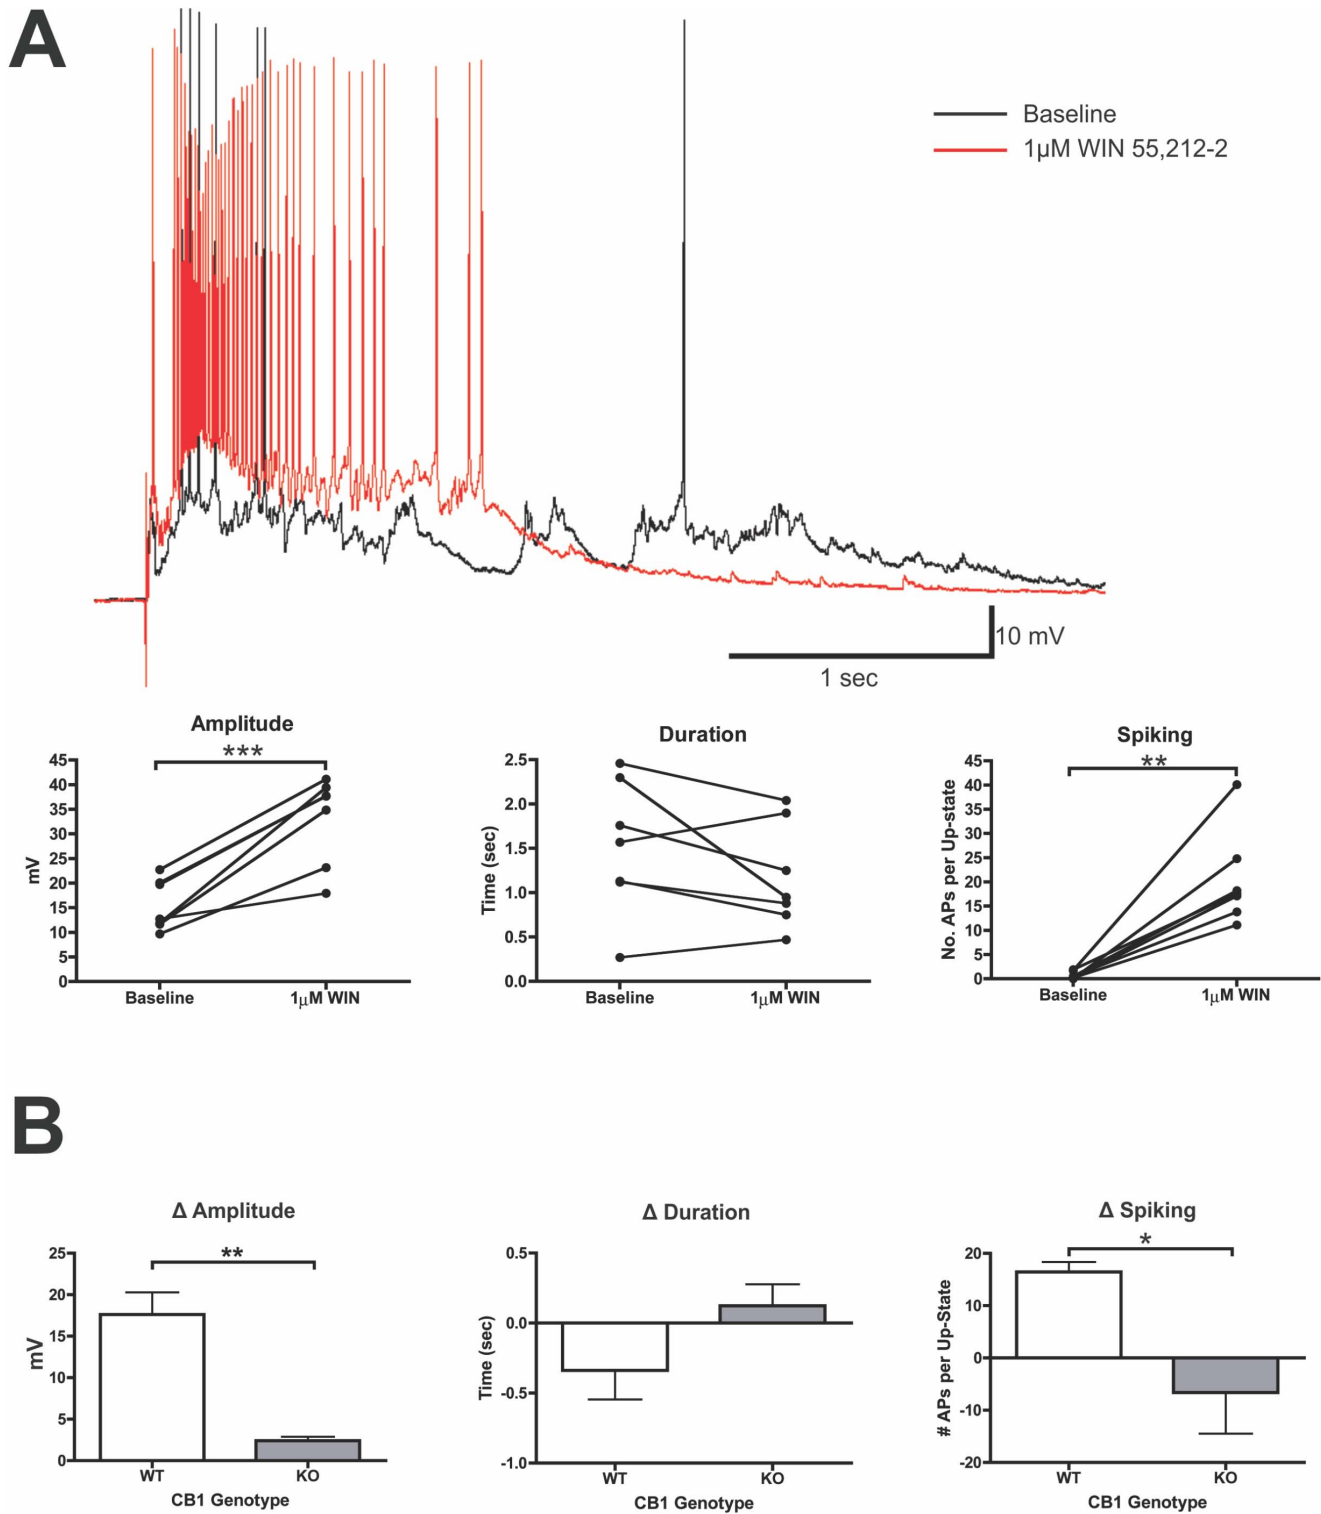 A
Baseline
1µM WIN 55,212-2
10 mV
1 sec
Amplitude
***
45
40
35
30
25
20
15
10
5
0
mV
Baseline
1µM WIN
Duration
2.5
2.0
1.5
1.0
0.5
0.0
Time (sec)
Baseline
1µM WIN
Spiking
**
45
40
35
30
25
20
15
10
5
0
No. APs per Up-state
Baseline
1µM WIN
B
Δ Amplitude
**
25
20
15
10
5
0
mV
WT
KO
CB1 Genotype
Δ Duration
0.5
0.0
-0.5
-1.0
Time (sec)
WT
KO
CB1 Genotype
Δ Spiking
*
20
10
0
-10
-20
# APs per Up-State
WT
KO
CB1 Genotype